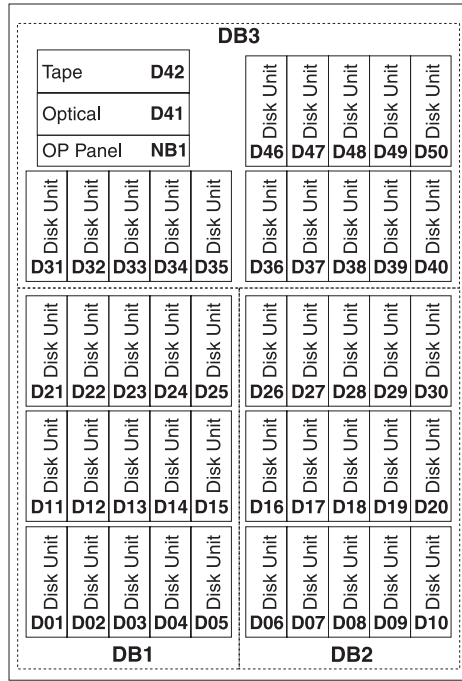 DB3
Tape D42
Optical D41
OP Panel NB1
Disk Unit Disk Unit Disk Unit Disk Unit Disk Unit
D46 D47 D48 D49 D50
Disk Unit Disk Unit Disk Unit Disk Unit Disk Unit Disk Unit Disk Unit Disk Unit Disk Unit Disk Unit
D31 D32 D33 D34 D35 D36 D37 D38 D39 D40
Disk Unit Disk Unit Disk Unit Disk Unit Disk Unit Disk Unit Disk Unit Disk Unit Disk Unit Disk Unit
D21 D22 D23 D24 D25 D26 D27 D28 D29 D30
Disk Unit Disk Unit Disk Unit Disk Unit Disk Unit Disk Unit Disk Unit Disk Unit Disk Unit Disk Unit
D11 D12 D13 D14 D15 D16 D17 D18 D19 D20
Disk Unit Disk Unit Disk Unit Disk Unit Disk Unit Disk Unit Disk Unit Disk Unit Disk Unit Disk Unit
D01 D02 D03 D04 D05 D06 D07 D08 D09 D10
DB1 DB2